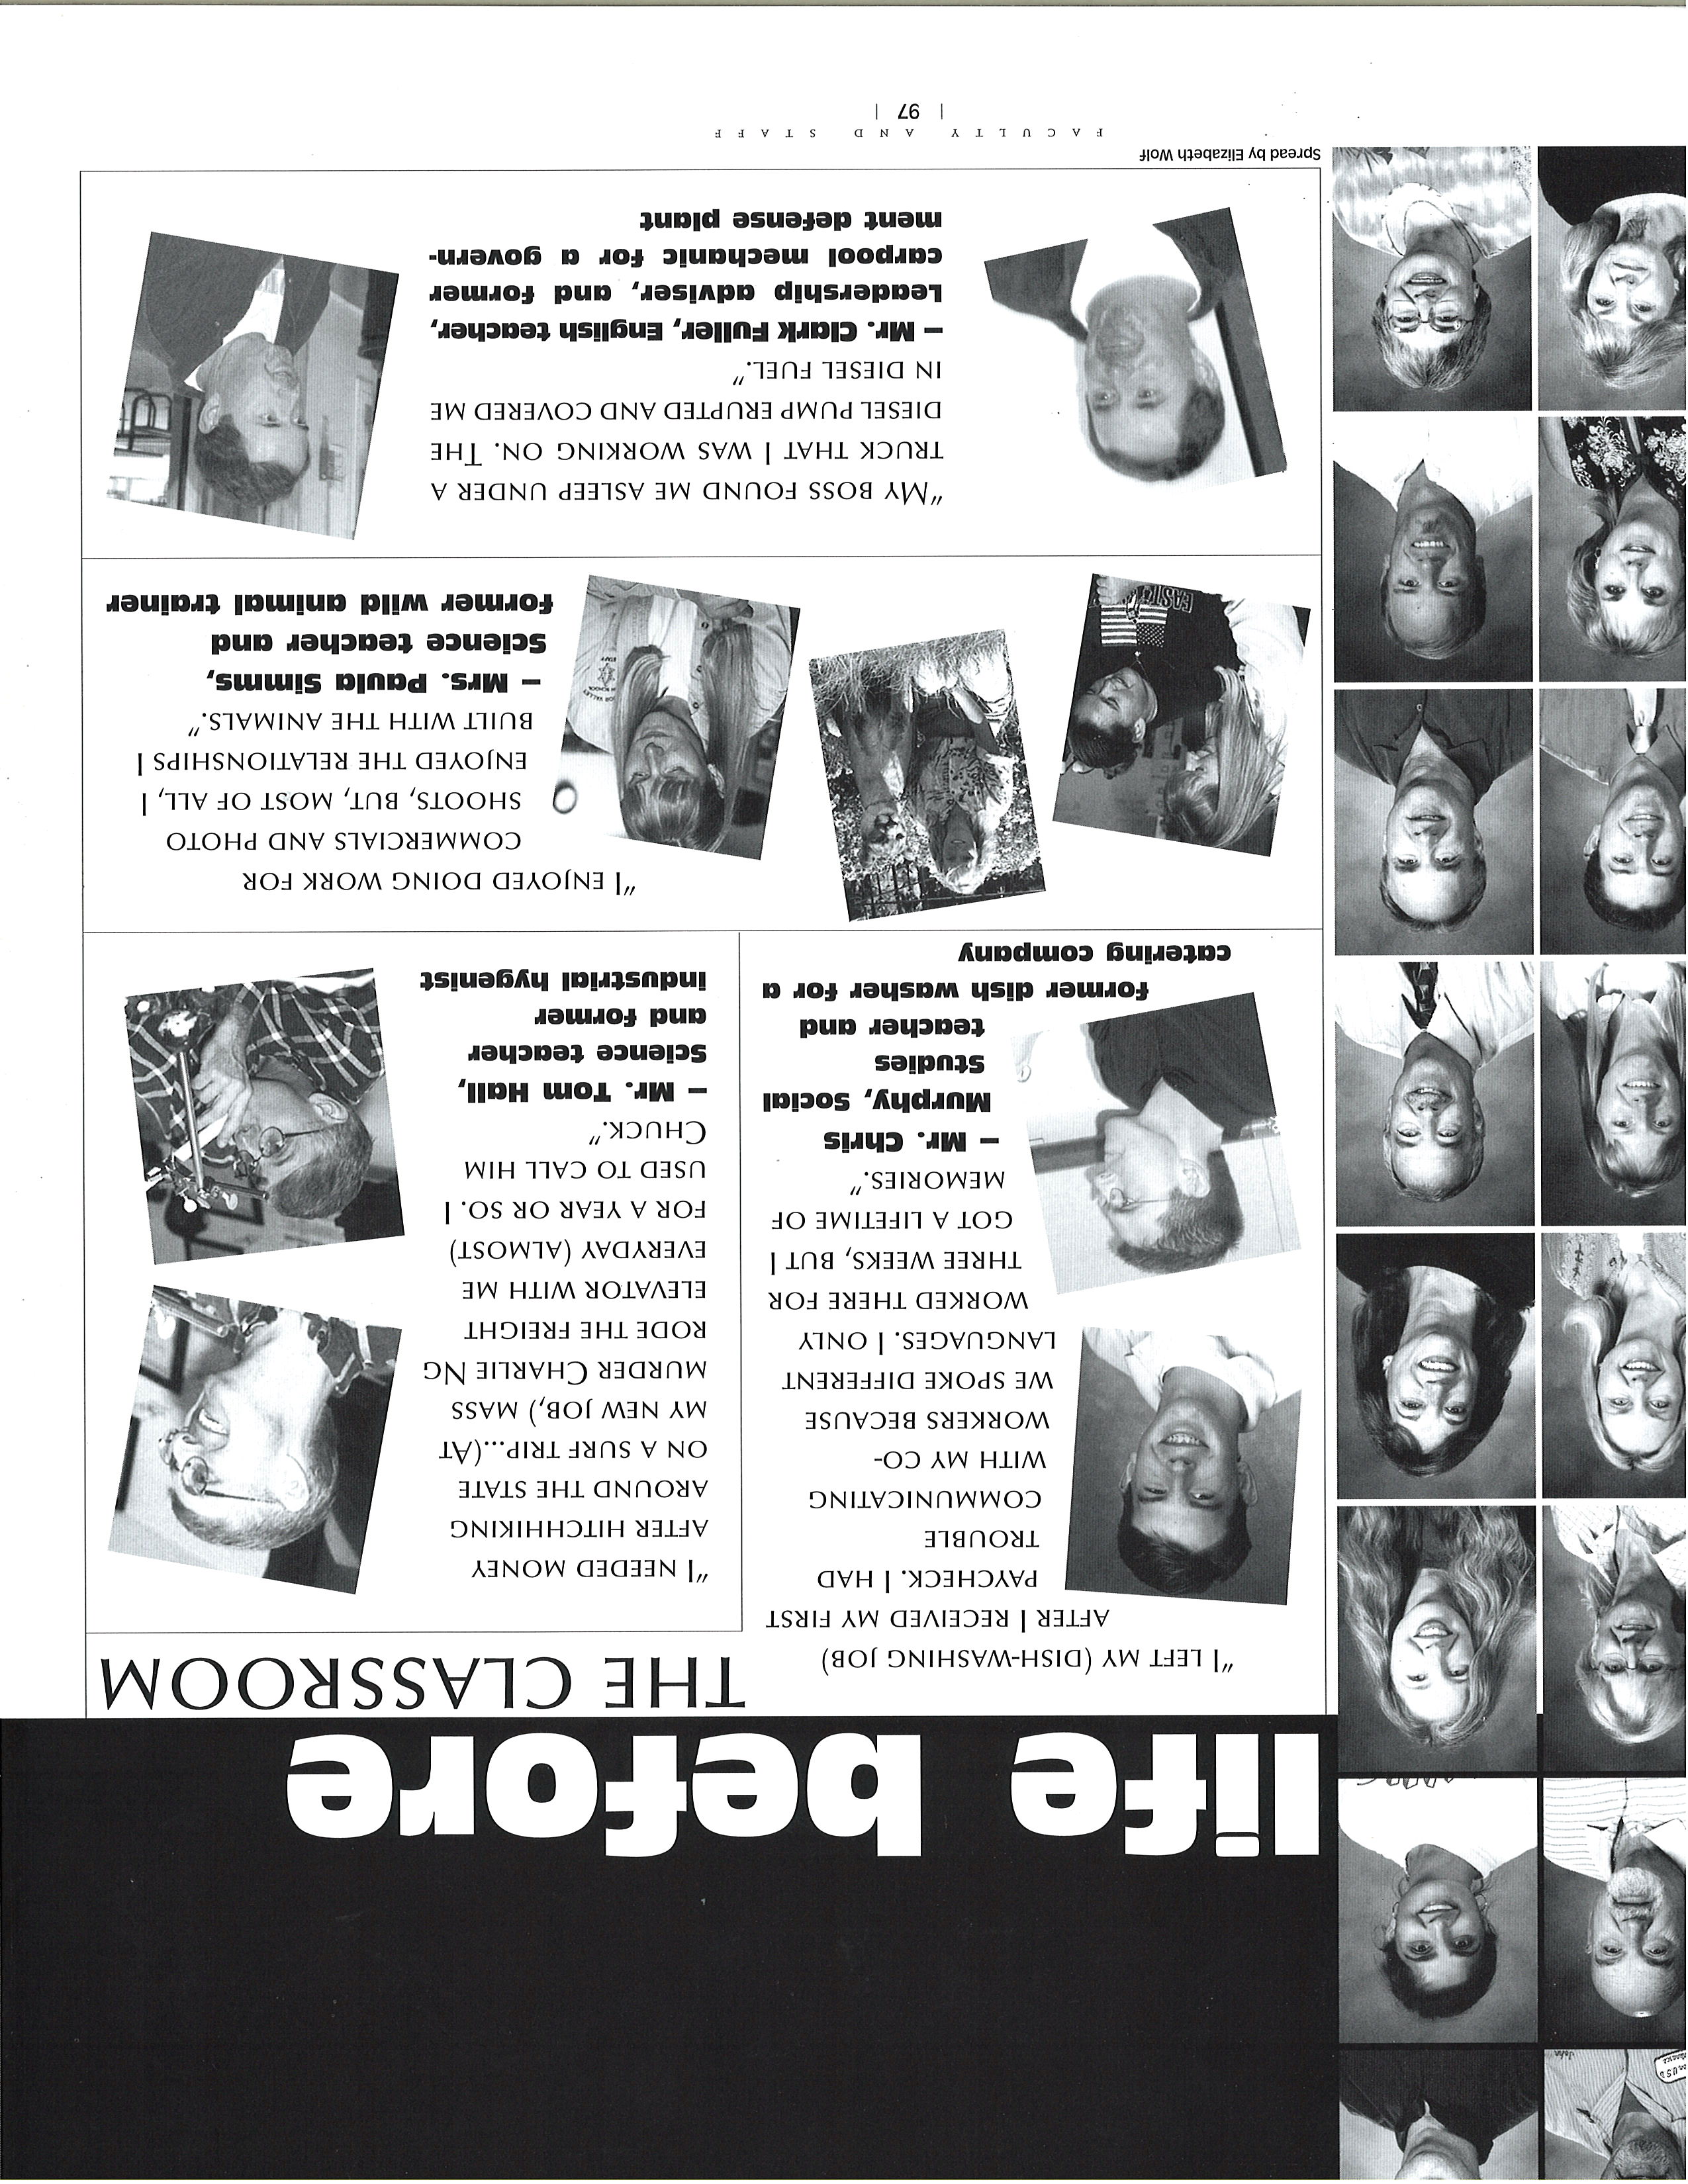 life before
THE CLASSROOM
"I LEFT MY (DISH-WASHING JOB)
AFTER I RECEIVED MY FIRST
PAYCHECK. I HAD
TROUBLE
COMMUNICATING
WITH MY CO-
WORKERS BECAUSE
WE SPOKE DIFFERENT
LANGUAGES. I ONLY
WORKED THERE FOR
THREE WEEKS, BUT I
GOT A LIFETIME OF
MEMORIES."
– Mr. Chris
Murphy, Social
Studies
teacher and
former dish washer for a
catering company
"I NEEDED MONEY
AFTER HITCHHIKING
AROUND THE STATE
ON A SURF TRIP...(AT
MY NEW JOB,) MASS
MURDER CHARLIE NG
RODE THE FREIGHT
ELEVATOR WITH ME
EVERYDAY (ALMOST)
FOR A YEAR OR SO. I
USED TO CALL HIM
CHUCK."
– Mr. Tom Hall,
Science teacher
and former
industrial hygenist
"I ENJOYED DOING WORK FOR
COMMERCIALS AND PHOTO
SHOOTS, BUT, MOST OF ALL, I
ENJOYED THE RELATIONSHIPS I
BUILT WITH THE ANIMALS."
– Mrs. Paula Simms,
Science teacher and
former wild animal trainer
EAST
"MY BOSS FOUND ME ASLEEP UNDER A
TRUCK THAT I WAS WORKING ON. THE
DIESEL PUMP ERUPTED AND COVERED ME
IN DIESEL FUEL."
– Mr. Clark Fuller, English teacher,
Leadership adviser, and former
carpool mechanic for a govern-
ment defense plant
Spread by Elizabeth Wolf
FACULTY AND STAFF
| 97 |